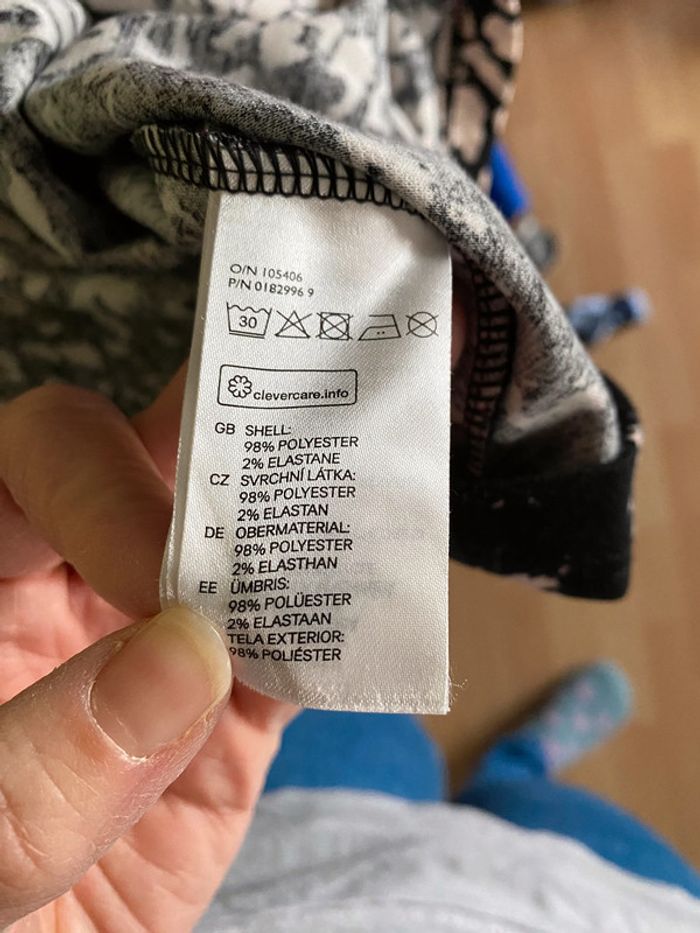 O/N 105406
P/N 0182996 9
30
clevercare.info
GB SHELL:
98% POLYESTER
2% ELASTANE
CZ SVRCHNÍ LÁTKA:
98% POLYESTER
2% ELASTAN
DE OBERMATERIAL:
98% POLYESTER
2% ELASTHAN
EE ÜMBRIS:
98% POLÜESTER
2% ELASTAAN
TELA EXTERIOR:
98% POLIÉSTER